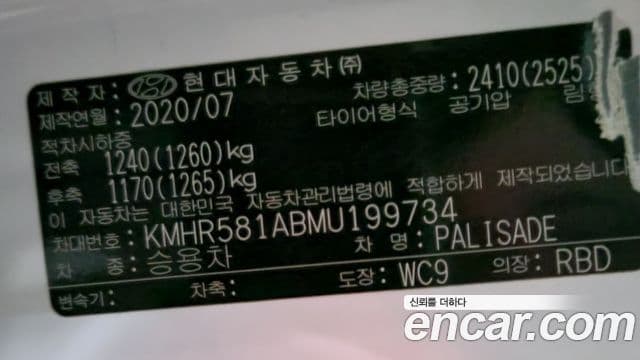 제 작 자 : 현대자동차㈜
제작연월: 2020/07
차량총중량: 2410(2525)
적차시하중
타이어형식 공기압 림
전축 1240(1260)kg
후축 1170(1265)kg
이 자동차는 대한민국 자동차관리법령에 적합하게 제작되었습니다.
차대번호: KMHR581ABMU199734
차 종: 승용차 차 명: PALISADE
변속기: 차축: 도장: WC9 의장: RBD
신뢰를 더하다
encar.com